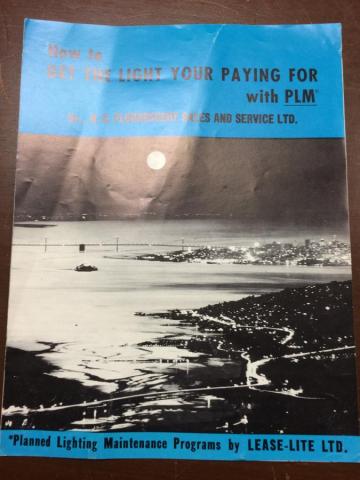 How to
GET THE LIGHT YOUR PAYING FOR
with PLM*
B.C. FLUORESCENT SALES AND SERVICE LTD.
*Planned Lighting Maintenance Programs by LEASE-LITE LTD.